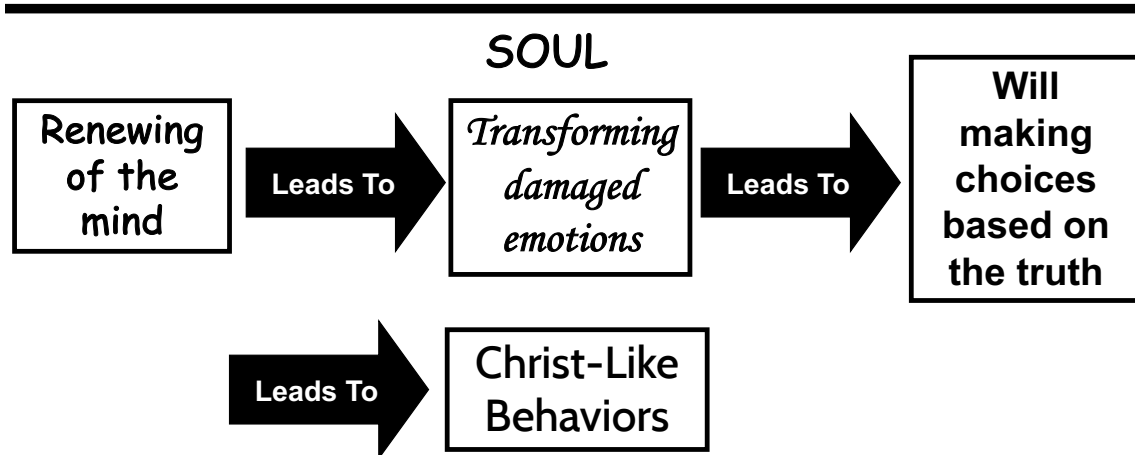 SOUL
Renewing
of the
mind
Leads To
Transforming
damaged
emotions
Leads To
Will
making
choices
based on
the truth
Leads To
Christ-Like
Behaviors